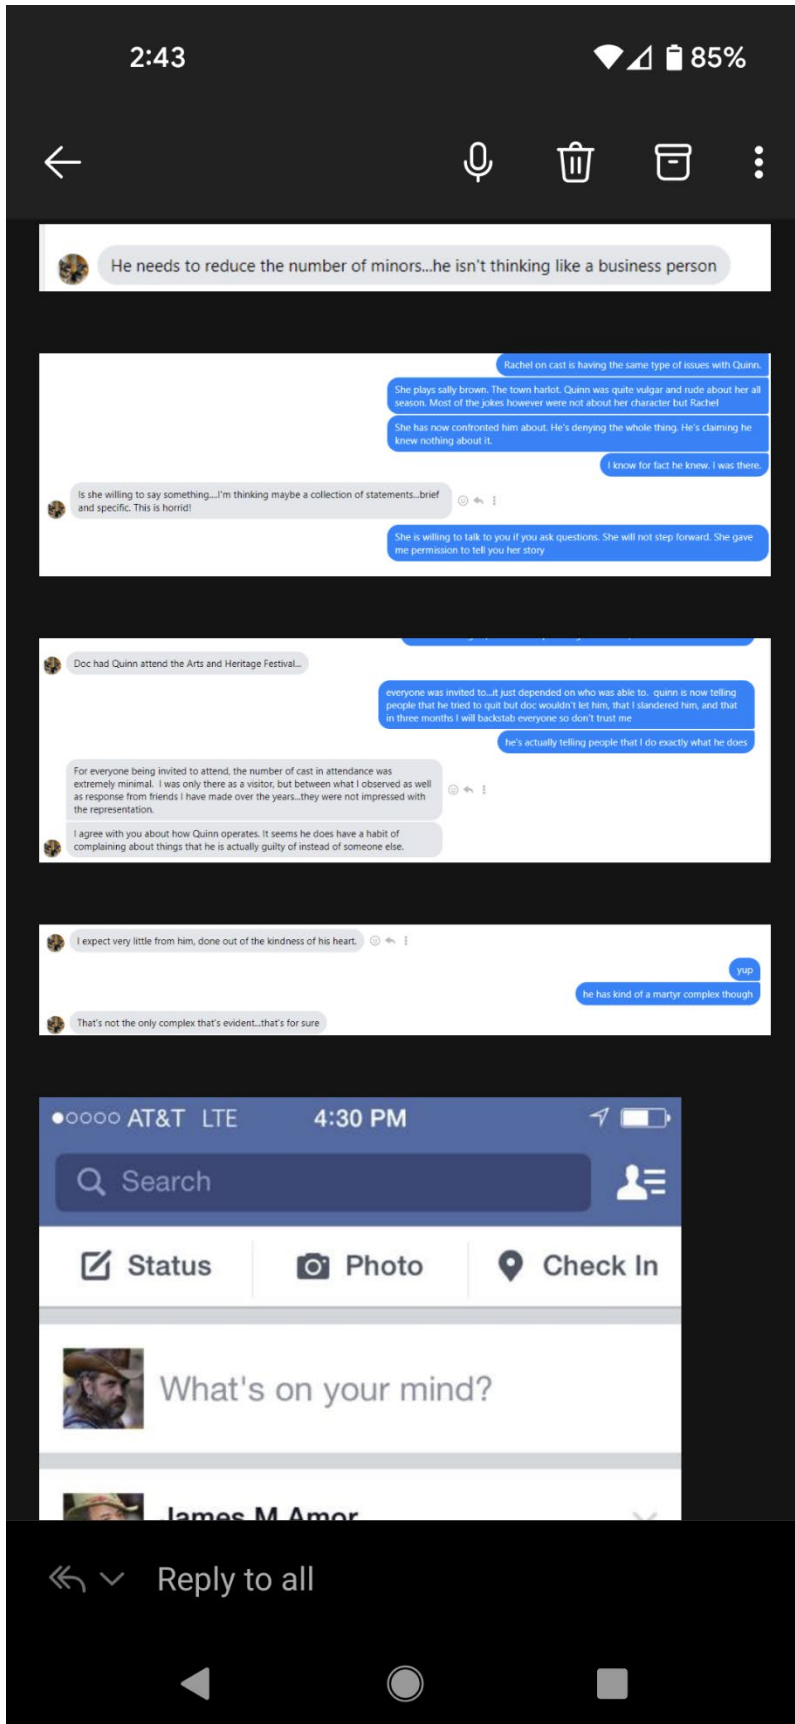 2:43
85%
He needs to reduce the number of minors...he isn't thinking like a business person
Rachel on cast is having the same type of issues with Quinn.
She plays sally brown. The town harlot. Quinn was quite vulgar and rude about her all
season. Most of the jokes however were not about her character but Rachel
She has now confronted him about. He's denying the whole thing. He's claiming he
knew nothing about it.
I know for fact he knew. I was there.
Is she willing to say something....I'm thinking maybe a collection of statements...brief
and specific. This is horrid!
She is willing to talk to you if you ask questions. She will not step forward. She gave
me permission to tell you her story
Doc had Quinn attend the Arts and Heritage Festival...
everyone was invited to...it just depended on who was able to. quinn is now telling
people that he tried to quit but doc wouldn't let him, that I slandered him, and that
in three months I will backstab everyone so don't trust me
he's actually telling people that I do exactly what he does
For everyone being invited to attend, the number of cast in attendance was
extremely minimal. I was only there as a visitor, but between what I observed as well
as response from friends I have made over the years...they were not impressed with
the representation.
I agree with you about how Quinn operates. It seems he does have a habit of
complaining about things that he is actually guilty of instead of someone else.
I expect very little from him, done out of the kindness of his heart.
yup
he has kind of a martyr complex though
That's not the only complex that's evident...that's for sure
AT&T LTE 4:30 PM
Search
Status Photo Check In
What's on your mind?
James M Amor
Reply to all